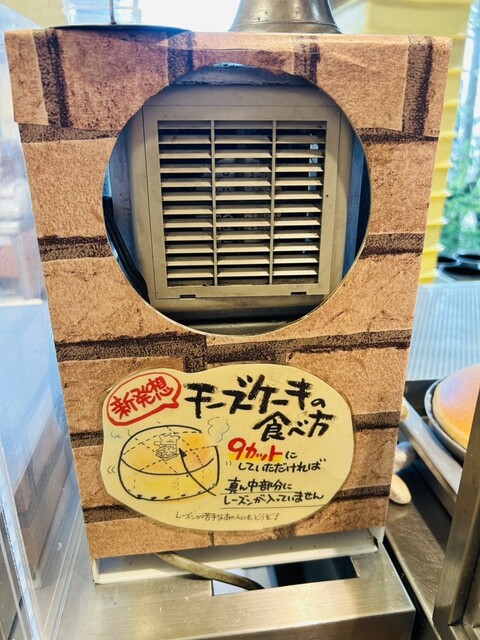 新発想
チーズケーキの
食べ方
9カットに
していただければ
真ん中部分に
レーズンが入っていません
レーズンが苦手なあの人にもどうぞ!